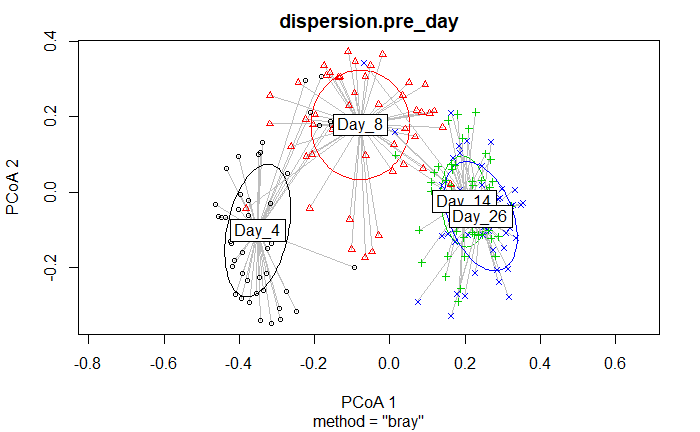 dispersion.pre_day
0.4
0.2
0.0
-0.2
PCoA 2
Day_8
Day_14
Day_26
Day_4
-0.8 -0.6 -0.4 -0.2 0.0 0.2 0.4 0.6
PCoA 1
method = "bray"